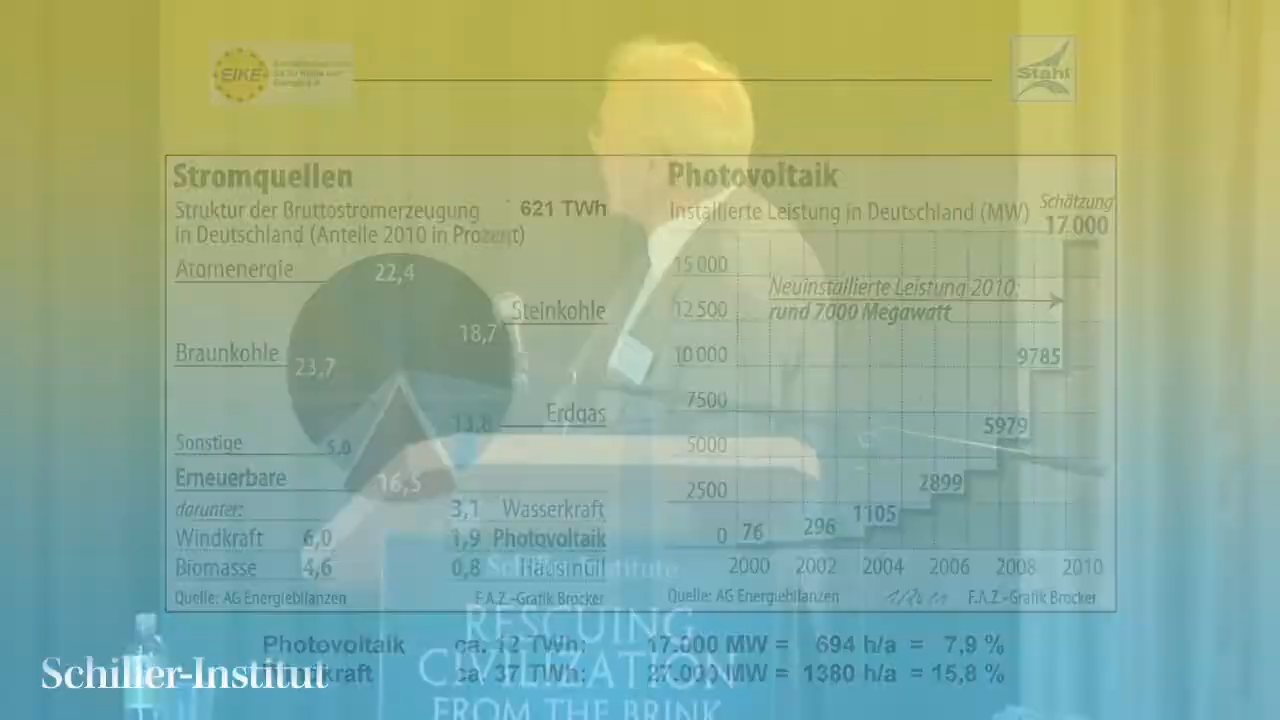 EIKE
Stahl
Stromquellen
Struktur der Bruttostromerzeugung
in Deutschland (Anteile 2010 in Prozent)
621 TWh
Atomenergie
22,4
Steinkohle
18,7
Braunkohle
23,7
Erdgas
13,8
Sonstige
5,0
Erneuerbare
16,5
darunter:
3,1 Wasserkraft
Windkraft 6,0
1,9 Photovoltaik
Biomasse 4,6
0,8 Hausmüll
Quelle: AG Energiebilanzen
F.A.Z.-Grafik Brocker
Photovoltaik
Installierte Leistung in Deutschland (MW)
Schätzung
17 000
15 000
12 500
10 000
7500
5000
2500
0
Neuinstallierte Leistung 2010:
rund 7000 Megawatt
9785
5979
2899
1105
296
76
2000 2002 2004 2006 2008 2010
Quelle: AG Energiebilanzen
F.A.Z.-Grafik Brocker
Photovoltaik ca. 12 TWh: 17.000 MW = 694 h/a = 7,9 %
ca. 37 TWh: 27.000 MW = 1380 h/a = 15,8 %
Schiller-Institut
Schiller Institute
RESCUING
CIVILIZATION
FROM THE BRINK